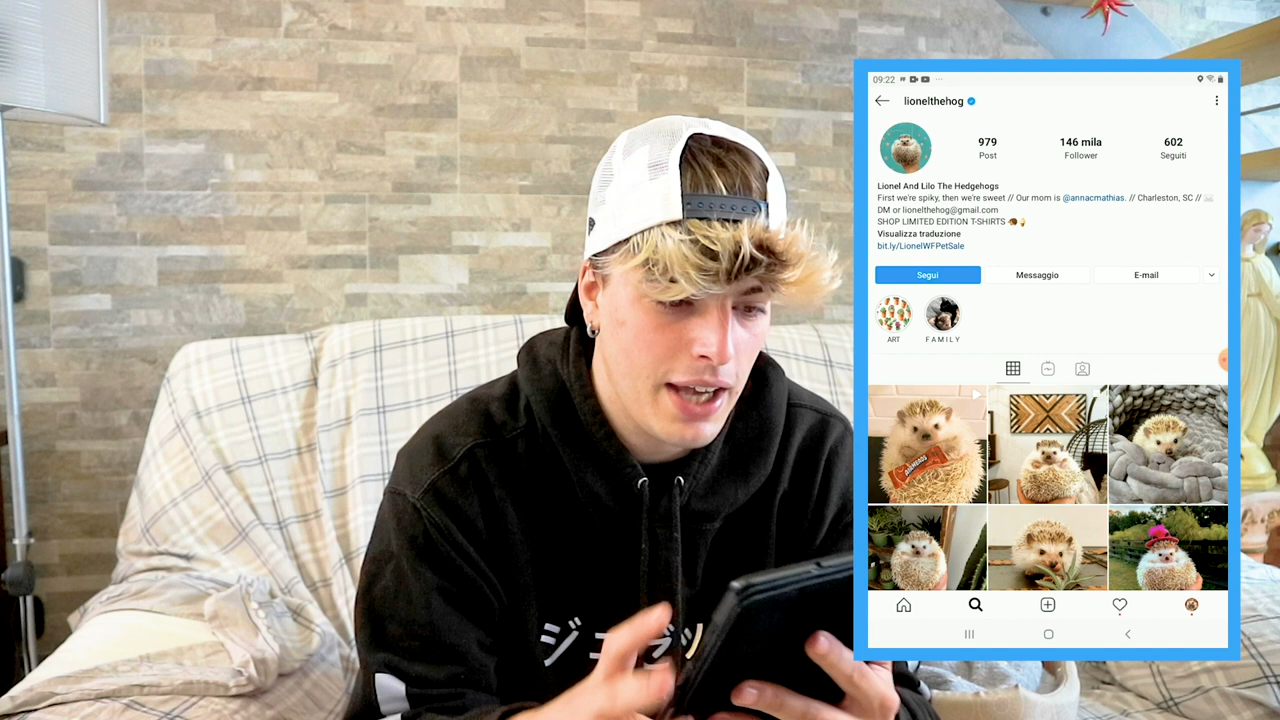 09:22
lionelthehog
979
146 mila
602
Post
Follower
Seguiti
Lionel And Lilo The Hedgehogs
First we're spiky, then we're sweet // Our mom is @annacmathias. // Charleston, SC //
DM or lionelthehog@gmail.com
SHOP LIMITED EDITION T-SHIRTS
Visualizza traduzione
bit.ly/LionelWFPetSale
Segui
Messaggio
E-mail
ART
FAMILY